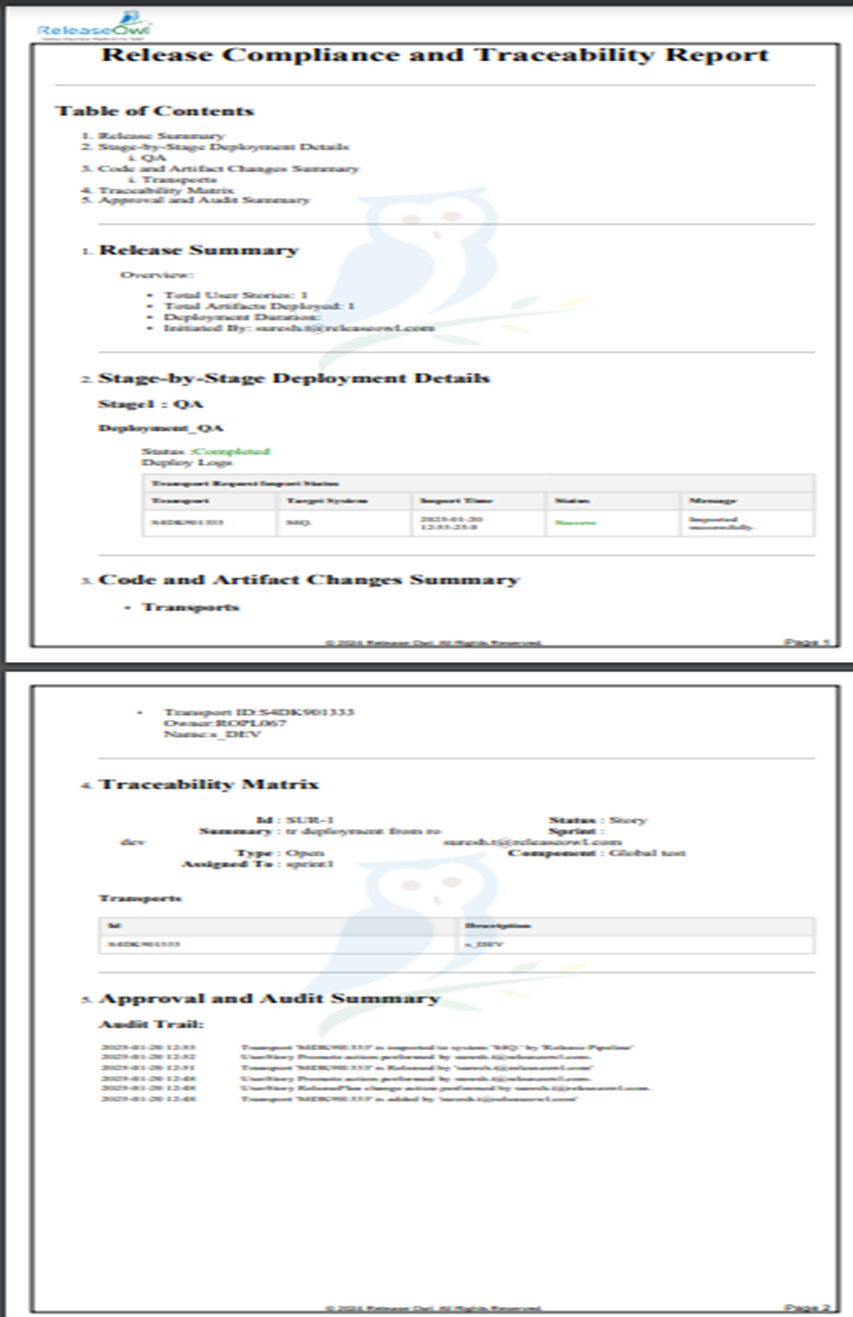 ReleaseOwl
Release Compliance and Traceability Report
Table of Contents
1. Release Summary
2. Stage-by-Stage Deployment Details
i. QA
3. Code and Artifact Changes Summary
i. Transports
4. Traceability Matrix
5. Approval and Audit Summary
1. Release Summary
Overview:
• Total User Stories: 1
• Total Artifacts Deployed: 1
• Deployment Duration:
• Initiated By: suresh.t@releaseowl.com
2. Stage-by-Stage Deployment Details
Stage1 : QA
Deployment_QA
Status :Completed
Deploy Logs
Transport Request Import Status
Transport Target System Import Time Status Message
S4DK901333 2025-01-20 Success Imported
successfully.
3. Code and Artifact Changes Summary
• Transports
© 2024 Release Owl. All Rights Reserved. Page 1
• Transport ID:S4DK901333
Owner:ROPL067
Name:s_DEV
4. Traceability Matrix
Id : SUR-1 Status : Story
Summary : tr deployment from ro- Sprint :
dev suresh.t@releaseowl.com
Type : Open Component : Global test
Assigned To : sprint1
Transports
Id Description
S4DK901333 s_DEV
5. Approval and Audit Summary
Audit Trail:
2025-01-20 12:53 Transport 'S4DK901333' is imported to system by 'Release Pipeline'
2025-01-20 12:52 UserStory Promote action performed by suresh.t@releaseowl.com.
2025-01-20 12:51 Transport 'S4DK901333' is Released by 'suresh.t@releaseowl.com'
2025-01-20 12:48 UserStory Promote action performed by suresh.t@releaseowl.com.
2025-01-20 12:48 UserStory ReleasePlan change action performed by suresh.t@releaseowl.com.
2025-01-20 12:48 Transport 'S4DK901333' is added by 'suresh.t@releaseowl.com'
© 2024 Release Owl. All Rights Reserved. Page 2